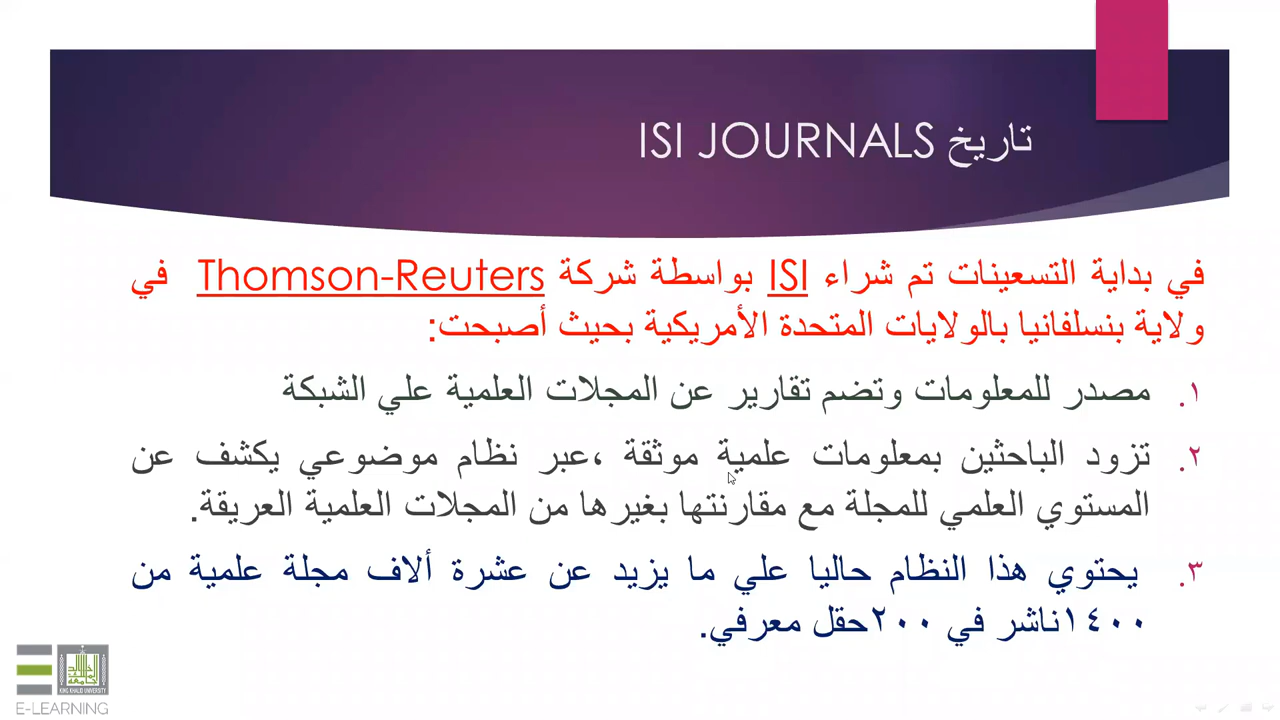 تاريخ ISI JOURNALS
في بداية التسعينات تم شراء ISI بواسطة شركة Thomson-Reuters في
ولاية بنسلفانيا بالولايات المتحدة الأمريكية بحيث أصبحت:
١. مصدر للمعلومات وتضم تقارير عن المجلات العلمية علي الشبكة
٢. تزود الباحثين بمعلومات علمية موثقة ،عبر نظام موضوعي يكشف عن
المستوي العلمي للمجلة مع مقارنتها بغيرها من المجلات العلمية العريقة.
٣. يحتوي هذا النظام حاليا علي ما يزيد عن عشرة ألاف مجلة علمية من
١٤٠٠ناشر في ٢٠٠حقل معرفي.
KING KHALID UNIVERSITY
E-LEARNING